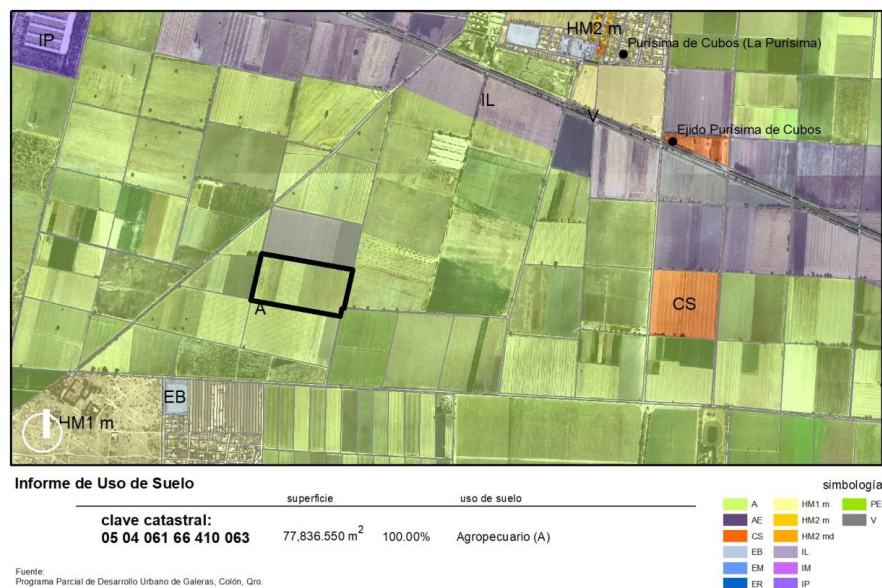 IP
HM2 m
Purísima de Cubos (La Purísima)
IL
V
Ejido Purísima de Cubos
CS
A
EB
HM1 m
Informe de Uso de Suelo
superficie
uso de suelo
clave catastral:
05 04 061 66 410 063
77,836.550 m²
100.00%
Agropecuario (A)
Fuente:
Programa Parcial de Desarrollo Urbano de Galeras, Colón, Qro.
simbología
A
HM1 m
PE
AE
HM2 m
V
CS
HM2 md
EB
IL
EM
IM
ER
IP